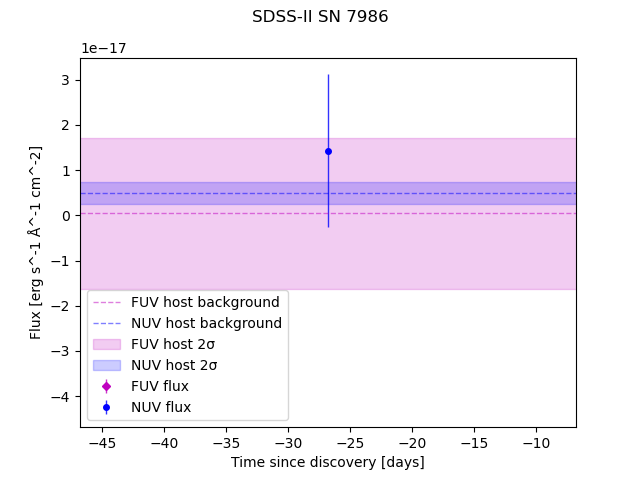 SDSS-II SN 7986
1e−17
3
2
1
0
−1
−2
−3
−4
Flux [erg s^-1 Å^-1 cm^-2]
FUV host background
NUV host background
FUV host 2σ
NUV host 2σ
FUV flux
NUV flux
−45 −40 −35 −30 −25 −20 −15 −10
Time since discovery [days]